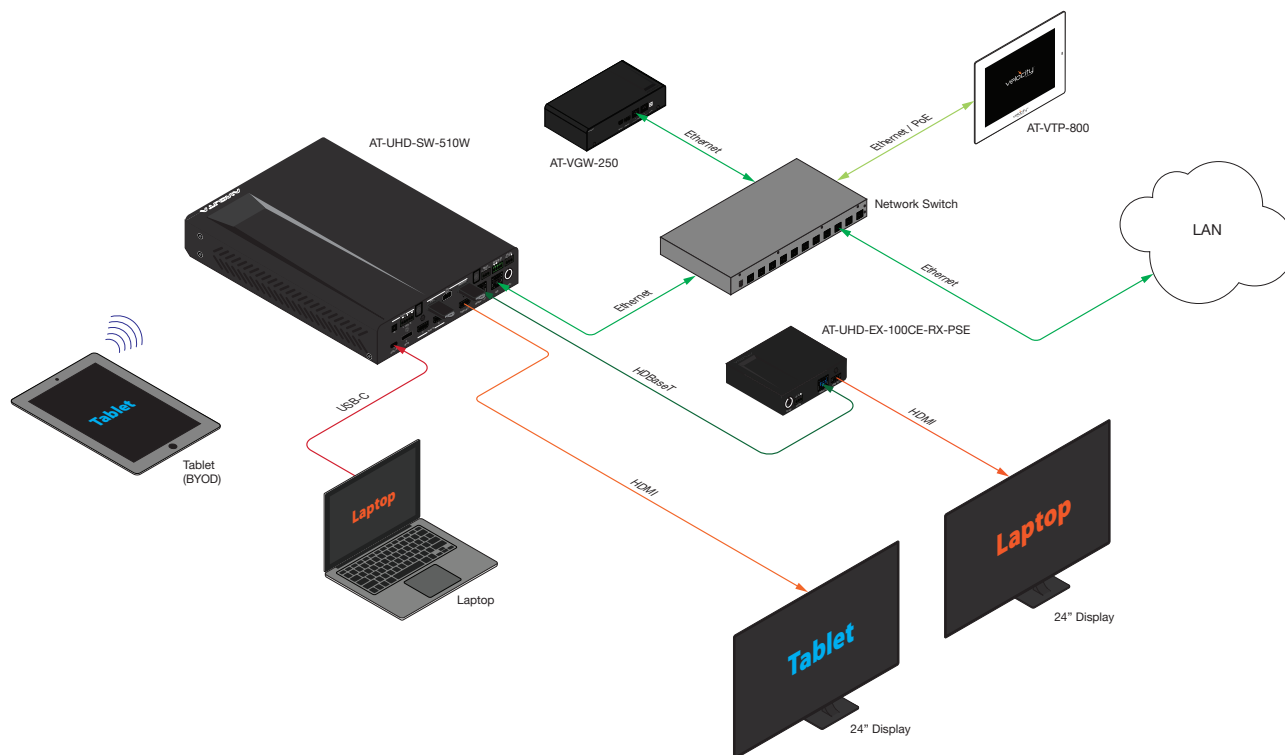 AT-UHD-SW-510W
ATLONA
AT-VGW-250
Ethernet
Ethernet / PoE
velocity
AT-VTP-800
Network Switch
LAN
Ethernet
Ethernet
AT-UHD-EX-100CE-RX-PSE
HDBaseT
HDMI
USB-C
Tablet
Tablet
(BYOD)
Laptop
Laptop
HDMI
Laptop
24” Display
Tablet
24” Display